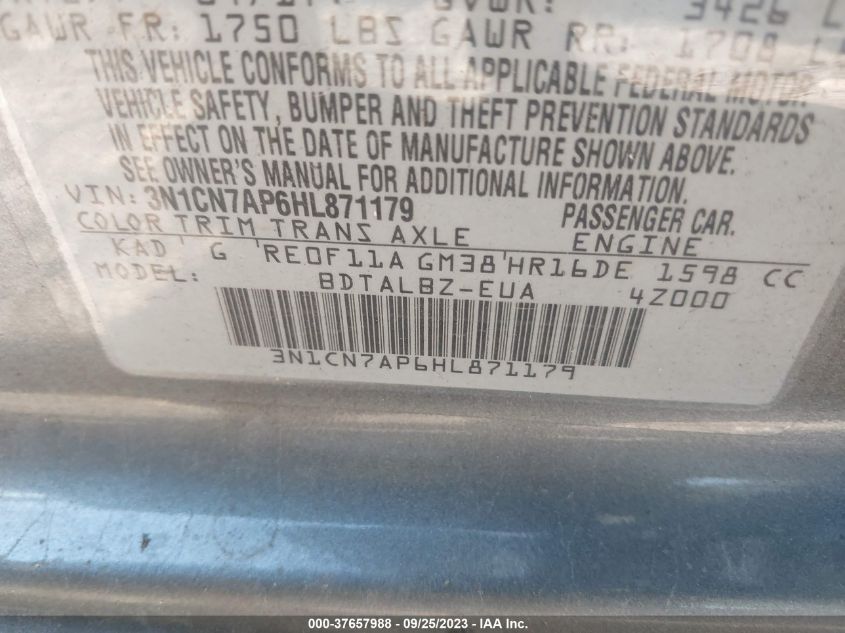 GVWR: 3426 L
GAWR FR: 1750 LBS GAWR RR: 1708 L
THIS VEHICLE CONFORMS TO ALL APPLICABLE FEDERAL MOTOR
VEHICLE SAFETY, BUMPER AND THEFT PREVENTION STANDARDS
IN EFFECT ON THE DATE OF MANUFACTURE SHOWN ABOVE.
SEE OWNER'S MANUAL FOR ADDITIONAL INFORMATION.
VIN: 3N1CN7AP6HL871179 PASSENGER CAR.
COLOR TRIM TRANS AXLE ENGINE
KAD G RE0F11A GM38 HR16DE 1598 CC
MODEL: BDTALBZ-EUA 4Z000
3N1CN7AP6HL871179
000-37657988 - 09/25/2023 - IAA Inc.